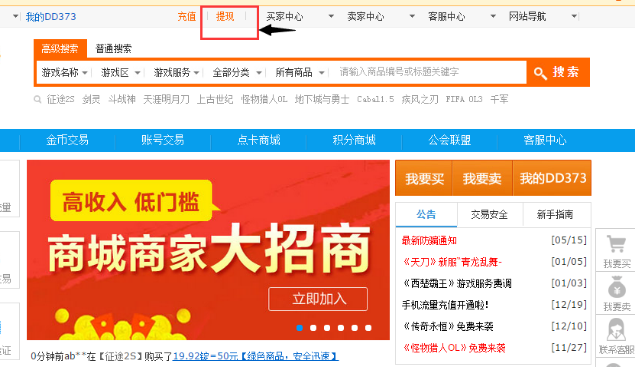 我的DD373 充值 提现 买家中心 卖家中心 客服中心 网站导航
高级搜索 普通搜索
游戏名称 游戏区 游戏服务 全部分类 所有商品 请输入商品编号或标题关键字 搜索
征途2S 剑灵 斗战神 天涯明月刀 上古世纪 怪物猎人OL 地下城与勇士 Cabal1.5 疾风之刃 FIFA OL3 千军
金币交易 账号交易 点卡商城 积分商城 公会联盟 客服中心
高收入 低门槛
商城商家大招商
立即加入
我要买 我要卖 我的DD373
公告 交易安全 新手指南
最新防骗通知 [05/15]
《天刀》新服"青龙乱舞- [01/05]
《西楚霸王》游戏服务费调 [01/03]
手机流量充值开通啦! [12/19]
《传奇永恒》免费来袭 [12/10]
《怪物猎人OL》免费来袭 [11/27]
0分钟前ab**在【征途2S】购买了19.92锭=50元【绿色商品,安全迅速】
流量
交易
验证
我要买
我要卖
联系客服